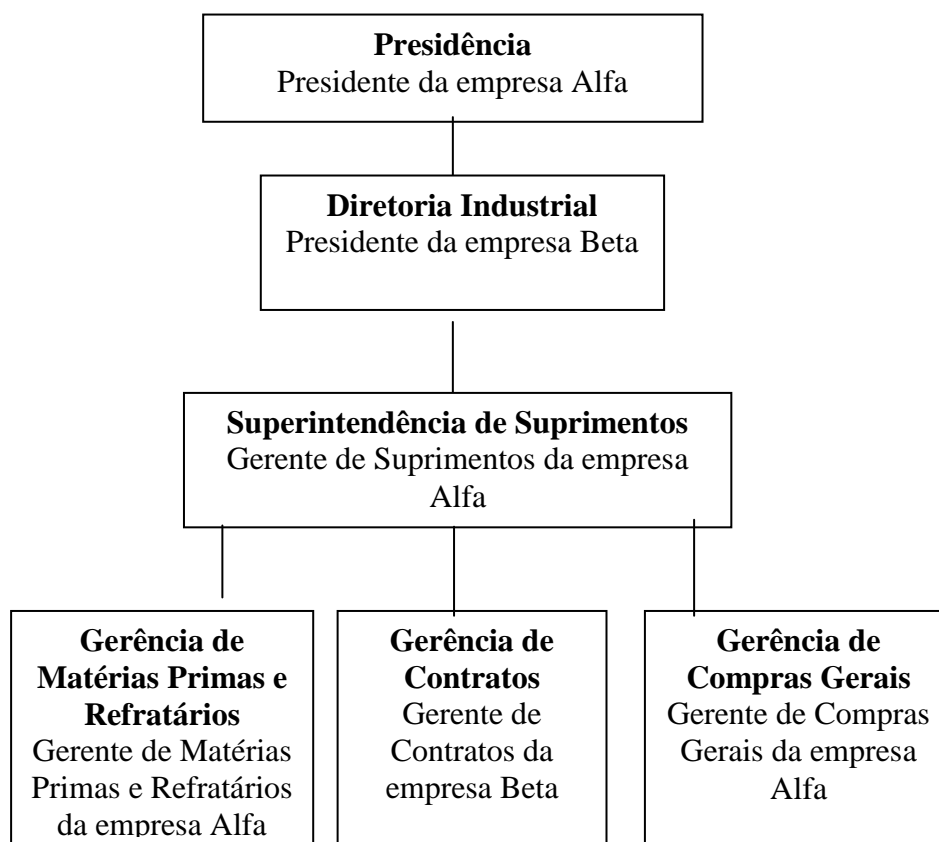 Presidência
Presidente da empresa Alfa
Diretoria Industrial
Presidente da empresa Beta
Superintendência de Suprimentos
Gerente de Suprimentos da empresa
Alfa
Gerência de
Matérias Primas e
Refratários
Gerente de Matérias
Primas e Refratários
da empresa Alfa
Gerência de
Contratos
Gerente de
Contratos da
empresa Beta
Gerência de
Compras Gerais
Gerente de Compras
Gerais da empresa
Alfa